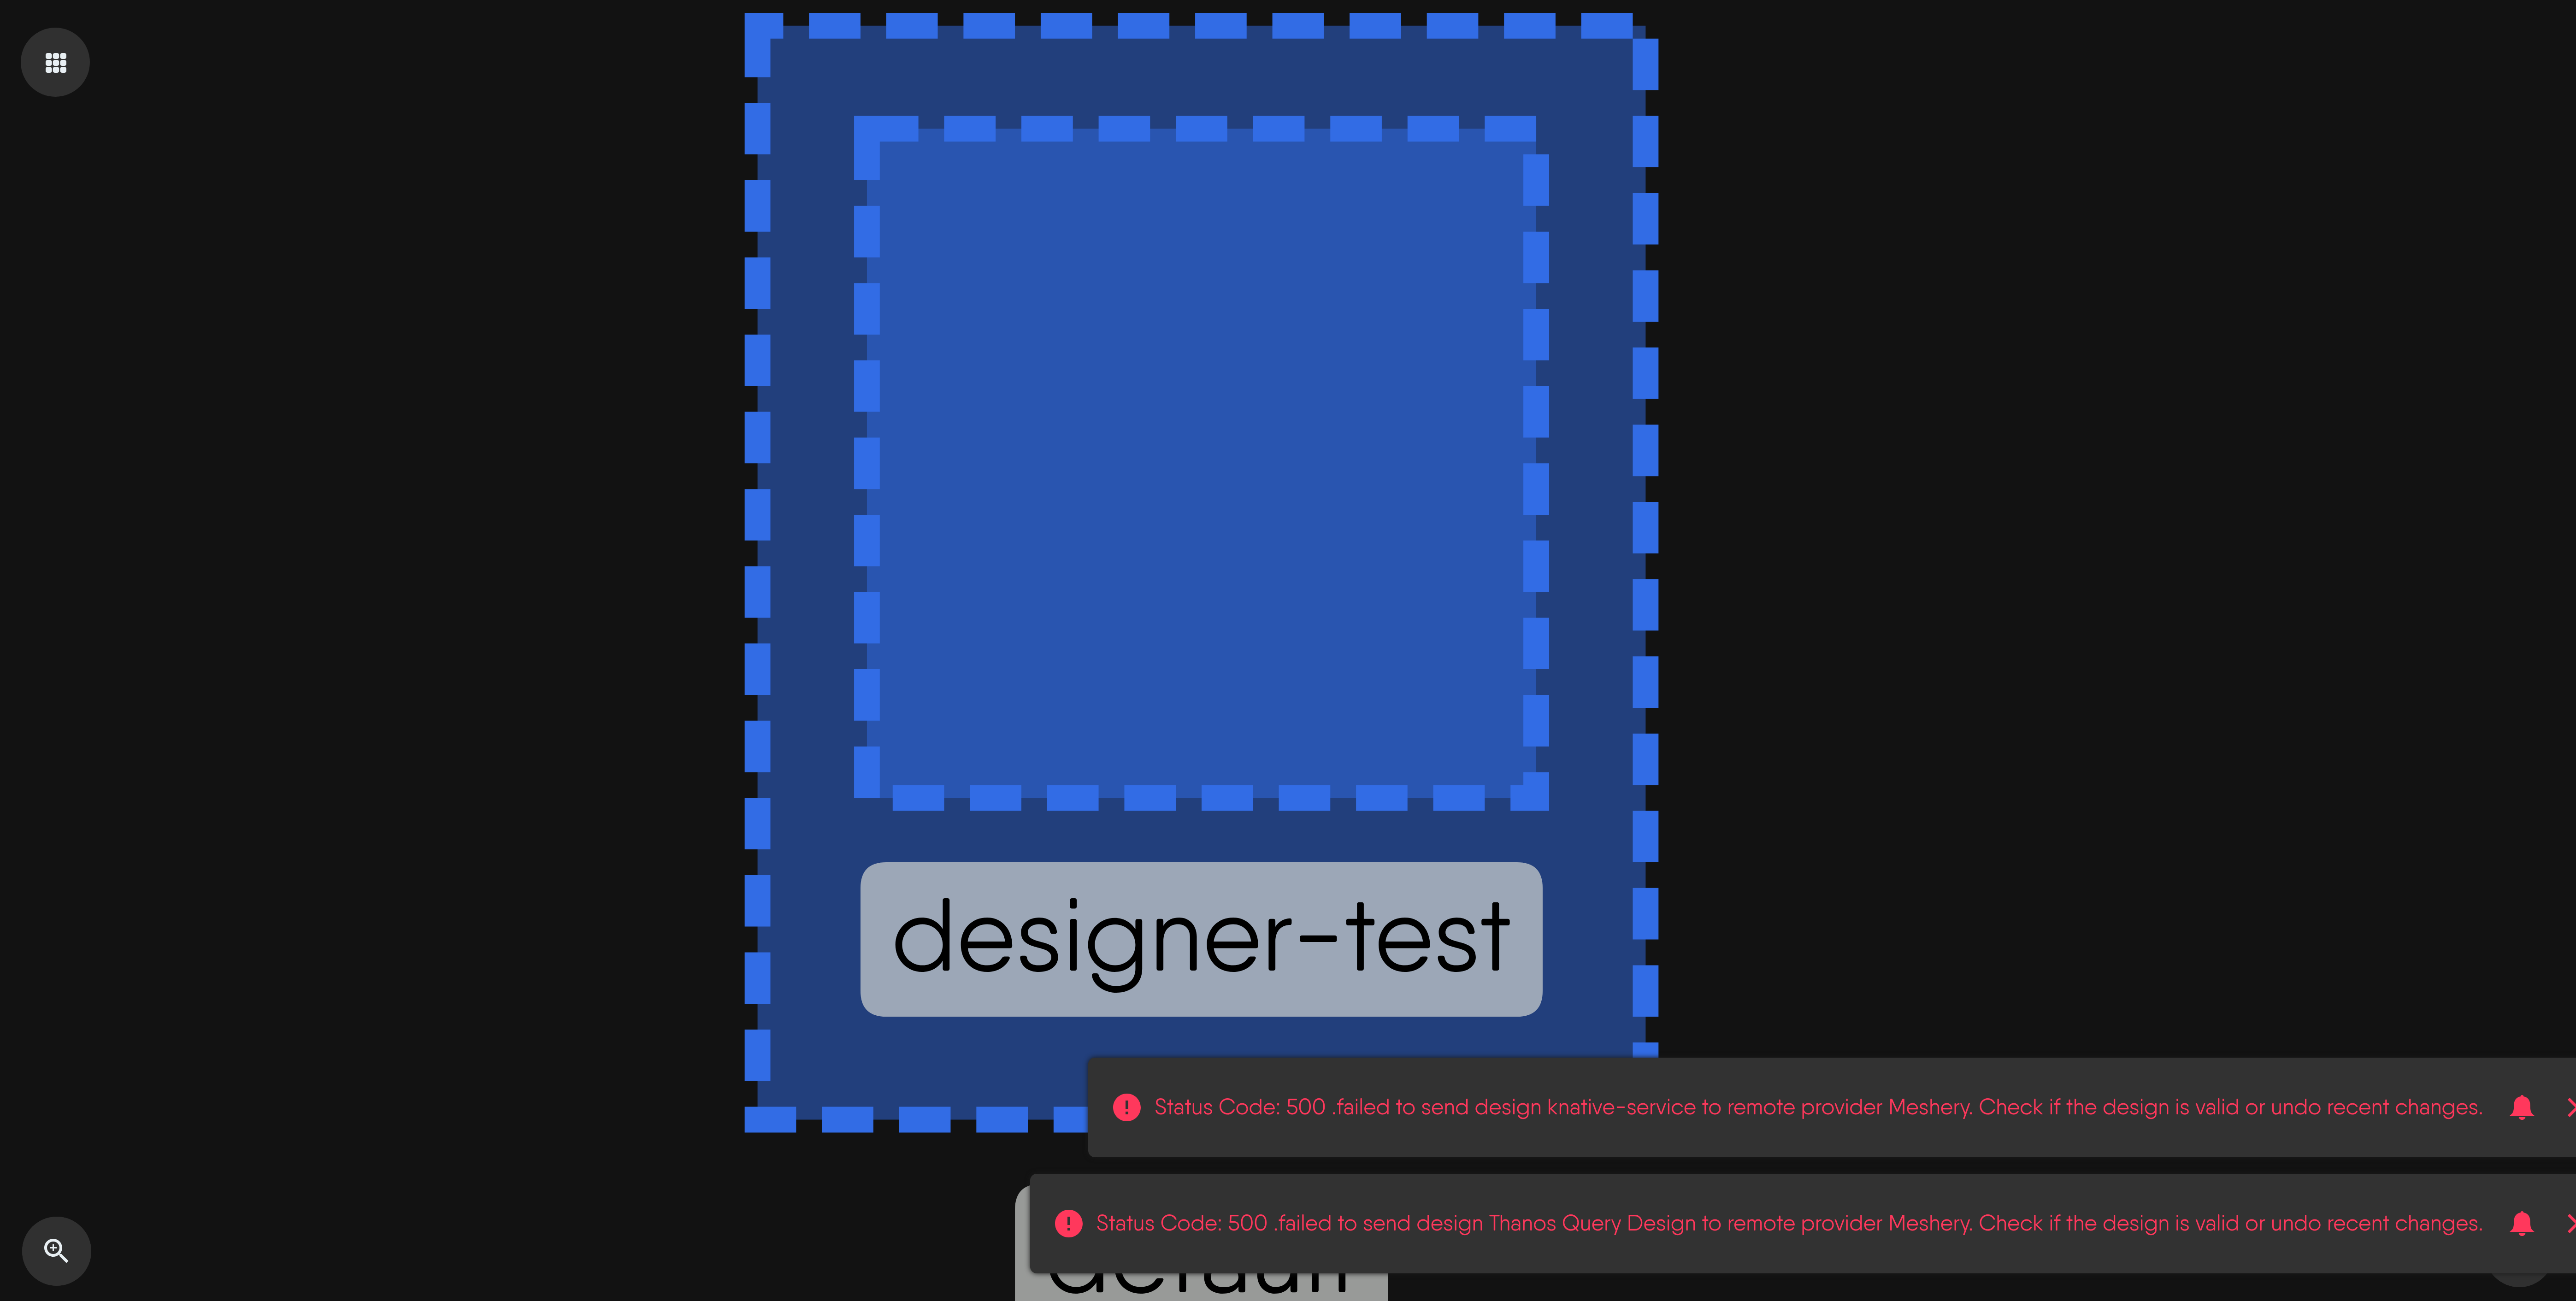 designer-test
Status Code: 500 .failed to send design knative-service to remote provider Meshery. Check if the design is valid or undo recent changes.
Status Code: 500 .failed to send design Thanos Query Design to remote provider Meshery. Check if the design is valid or undo recent changes.
default